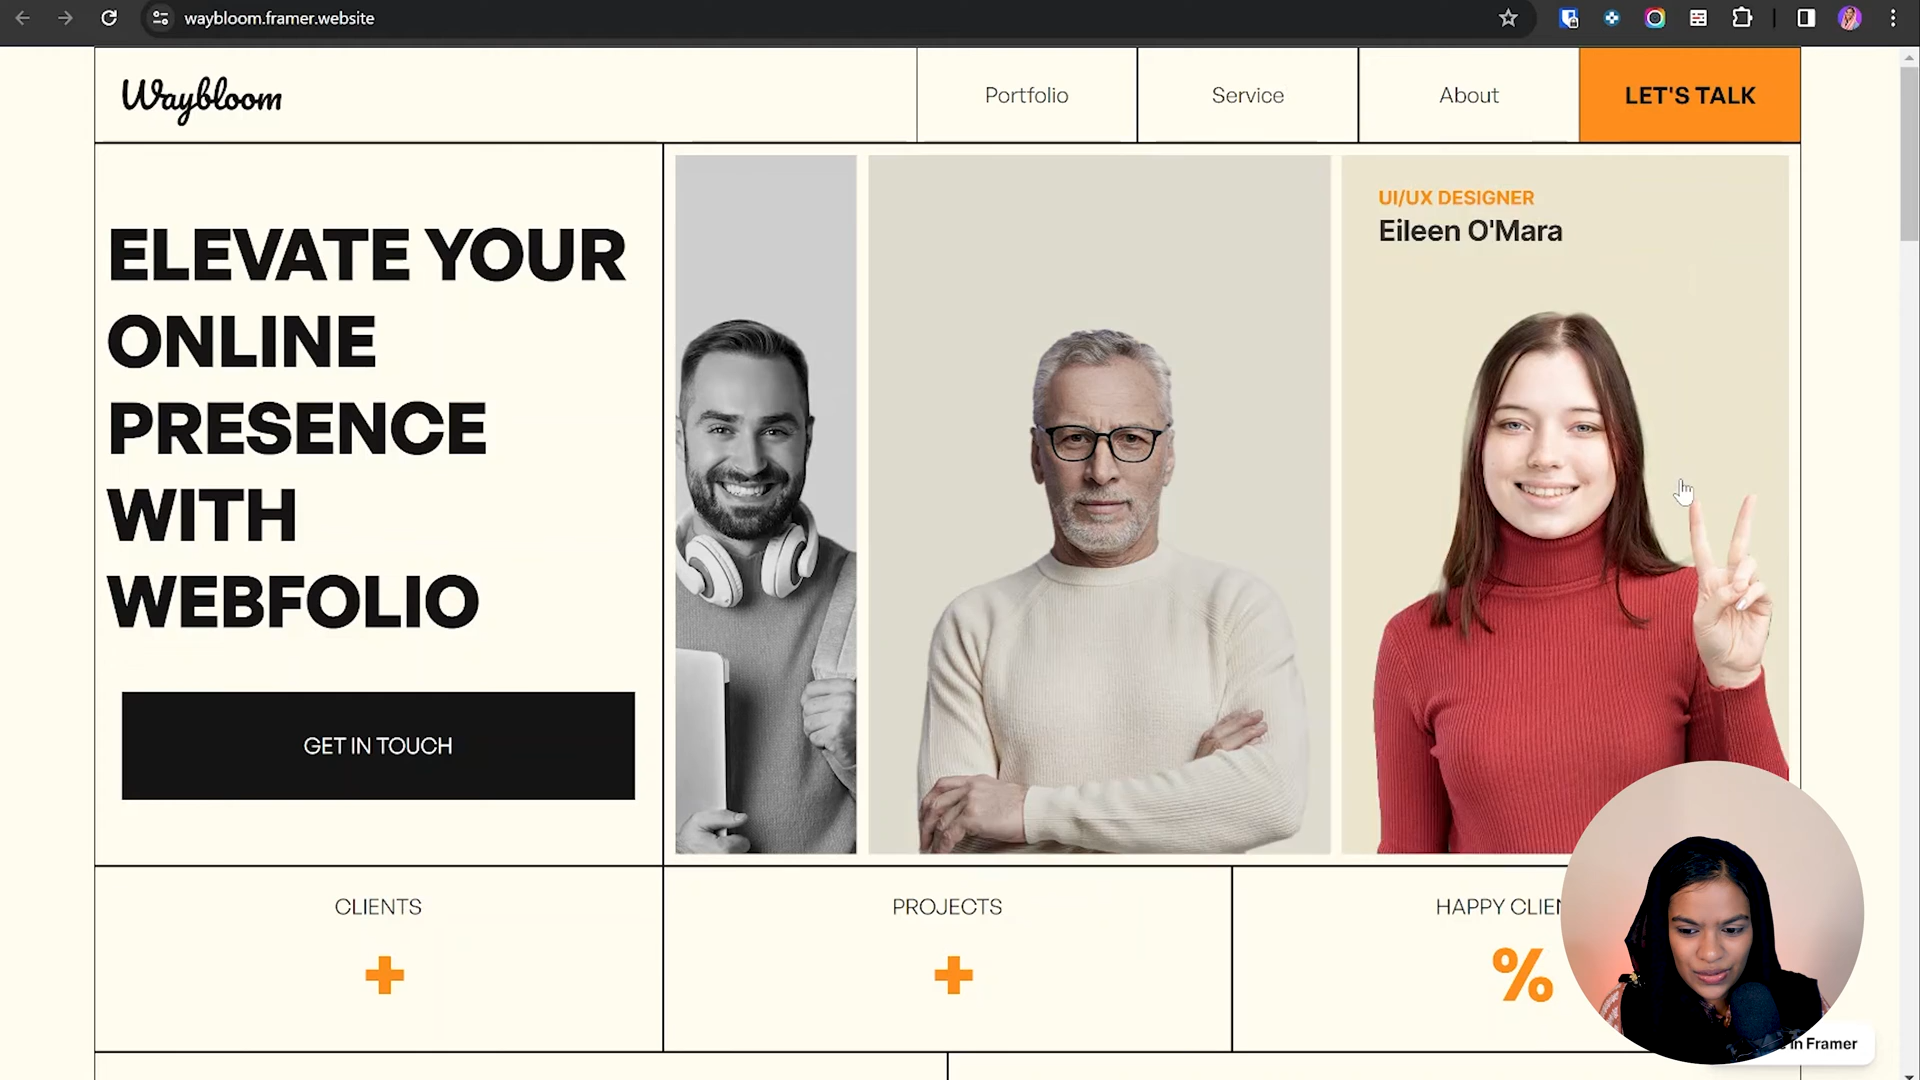 waybloom.framer.website
Waybloom
Portfolio
Service
About
LET'S TALK
ELEVATE YOUR
ONLINE
PRESENCE
WITH
WEBFOLIO
GET IN TOUCH
UI/UX DESIGNER
Eileen O'Mara
CLIENTS
+
PROJECTS
+
HAPPY
%
in Framer